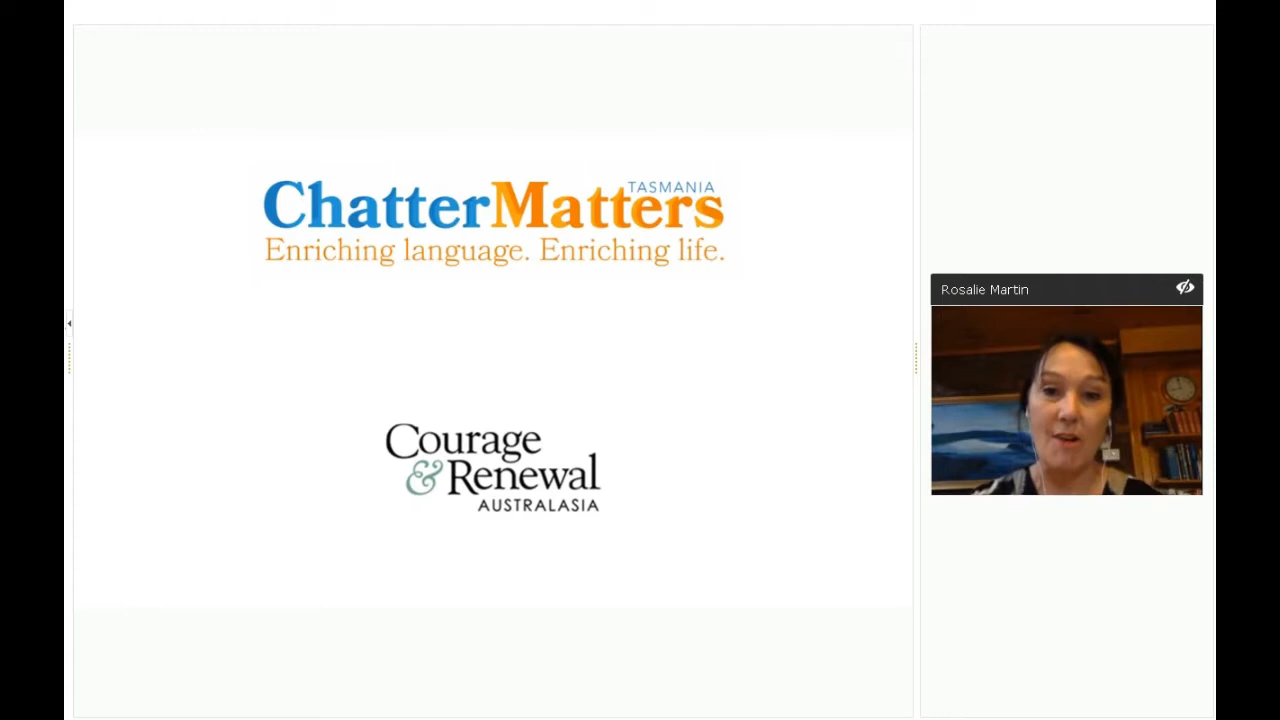 TASMANIA
ChatterMatters
Enriching language. Enriching life.
Courage
& Renewal
AUSTRALASIA
Rosalie Martin